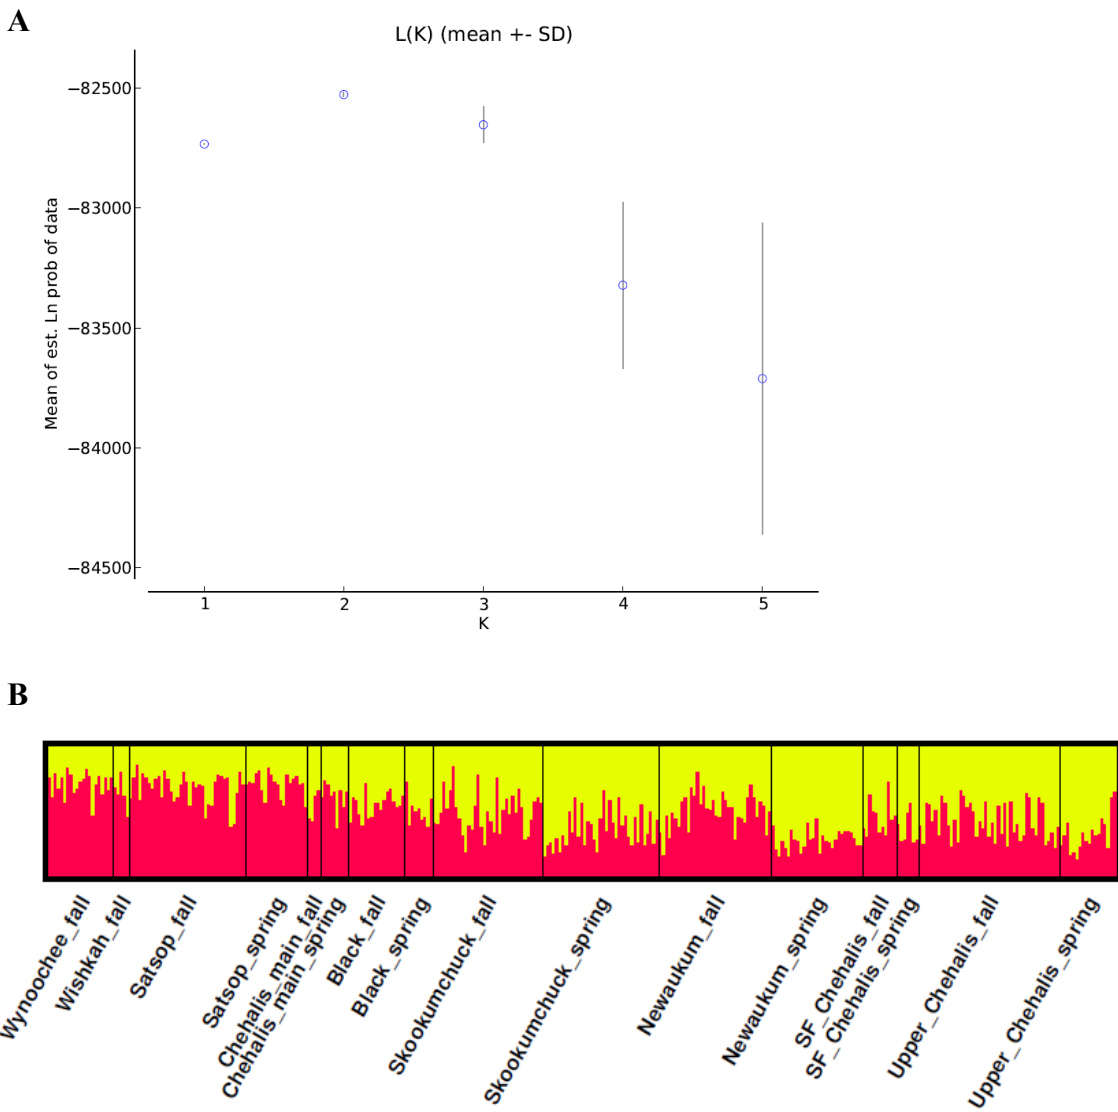 A
L(K) (mean +- SD)
Mean of est. Ln prob of data
−82500
−83000
−83500
−84000
−84500
1 2 3 4 5
K
B
Wynoochee_fall
Wishkah_fall
Satsop_fall
Satsop_spring
Chehalis_main_fall
Chehalis_main_spring
Black_fall
Black_spring
Skookumchuck_fall
Skookumchuck_spring
Newaukum_fall
Newaukum_spring
SF_Chehalis_fall
SF_Chehalis_spring
Upper_Chehalis_fall
Upper_Chehalis_spring